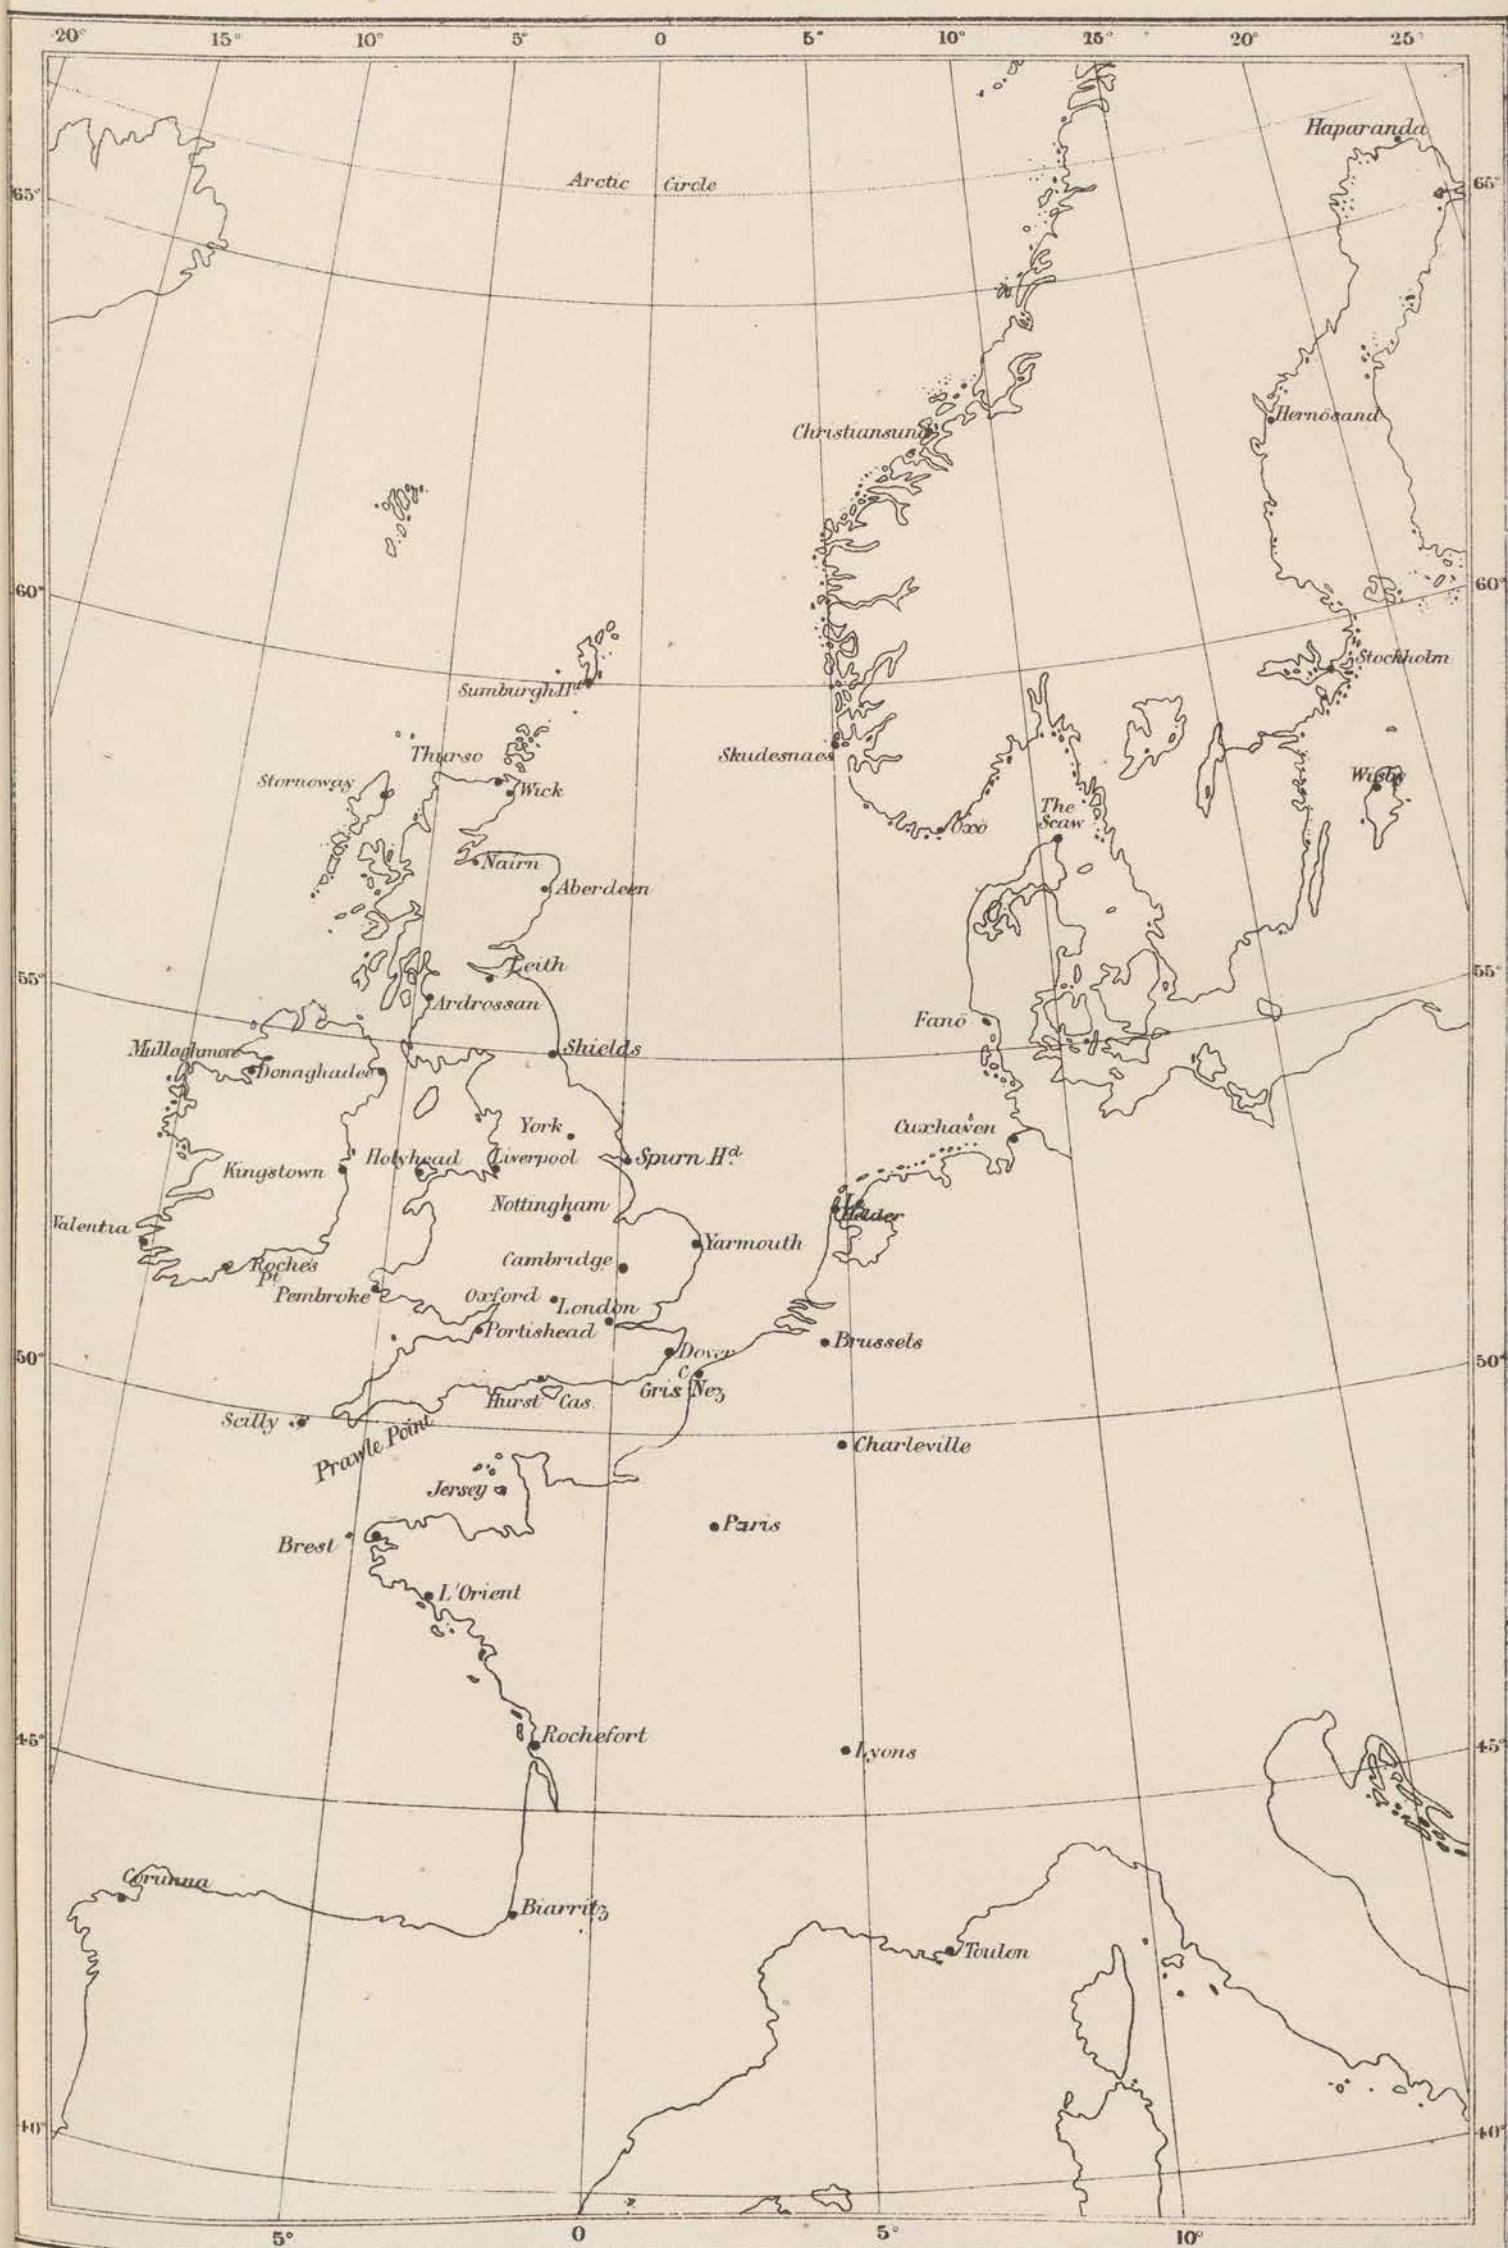 20° 15° 10° 5° 0 5° 10° 15° 20° 25°
Haparanda
Arctic Circle
65° 65°
Christiansund
Hernösand
60° 60°
Stockholm
Sumburgh Hd
Skudesnaes
Thurso
Stornoway
Wick
Wisby
The
Scaw
Oxö
Nairn
Aberdeen
Leith
55° 55°
Ardrossan
Fanö
Mullaghmore
Shields
Donaghadee
York
Cuxhaven
Holyhead
Liverpool
Spurn Hd.
Kingstown
Nottingham
Helder
Valentia
Yarmouth
Cambridge
Roche's
Pt
Pembroke
Oxford
London
Portishead
Brussels
Dover
50° 50°
C.
Gris Nez
Hurst Cas.
Scilly
Prawle Point
Charleville
Jersey
Paris
Brest
L'Orient
Rochefort
45° 45°
Lyons
Corunna
Biarritz
Toulon
40° 40°
5° 0 5° 10°